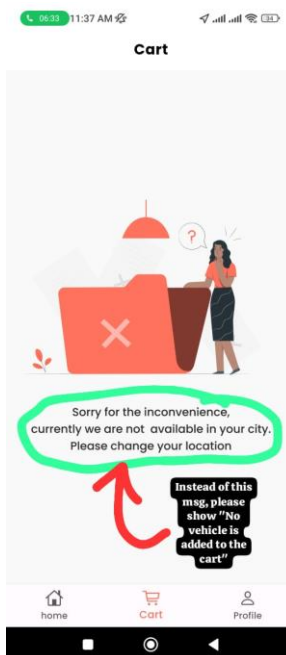 06:33 11:37 AM
34
Cart
?
Sorry for the inconvenience,
currently we are not available in your city.
Please change your location
Instead of this
msg, please
show "No
vehicle is
added to the
cart"
home Cart Profile